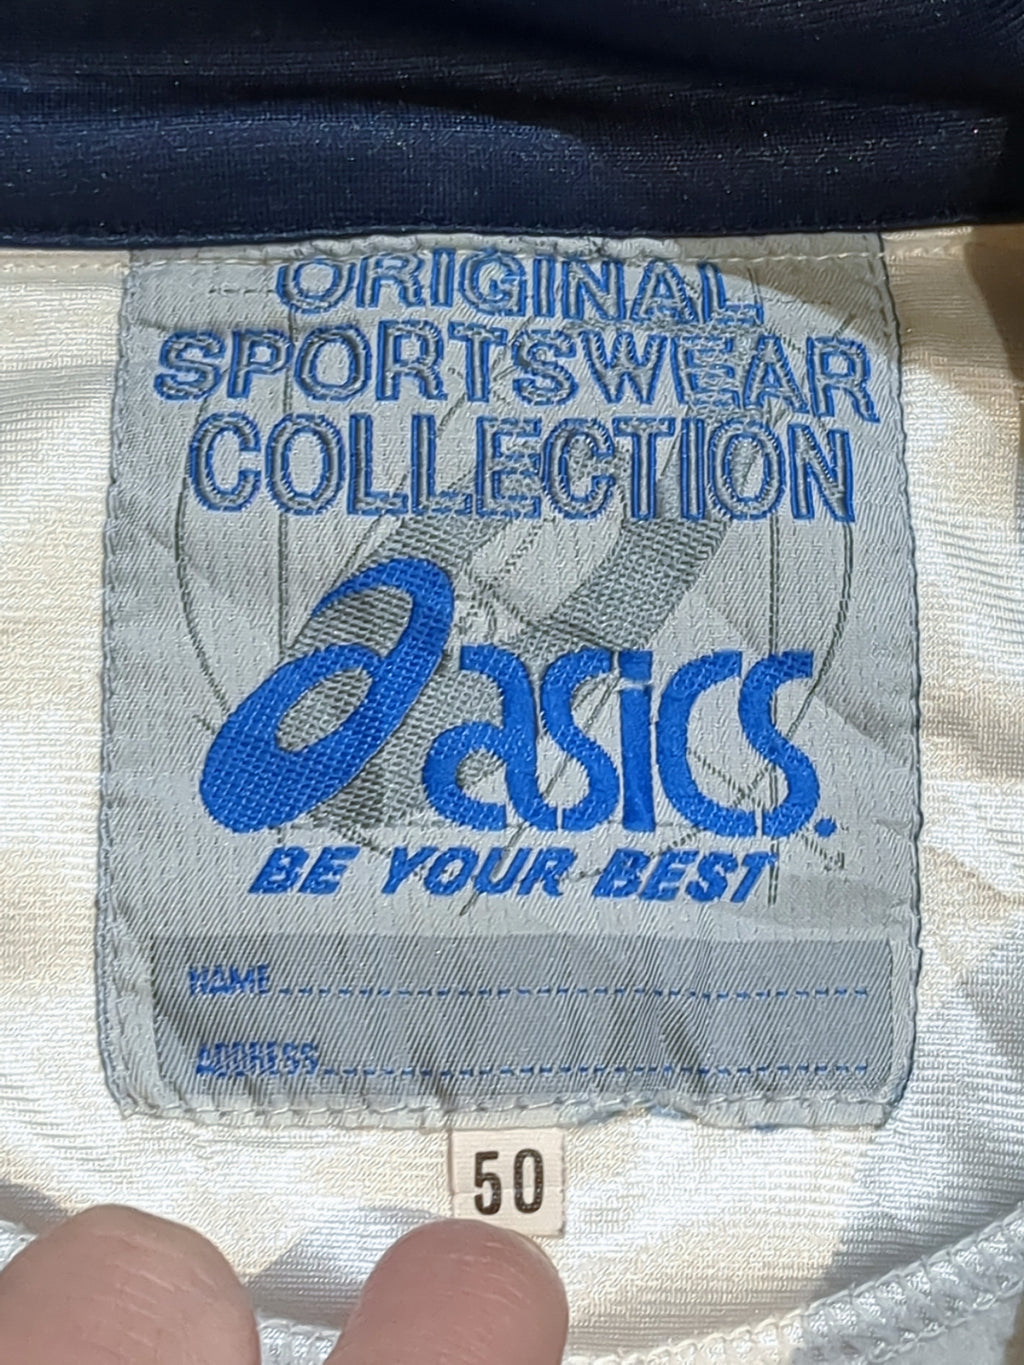 ORIGINAL
SPORTSWEAR
COLLECTION
asics.
BE YOUR BEST
NAME
ADDRESS
50